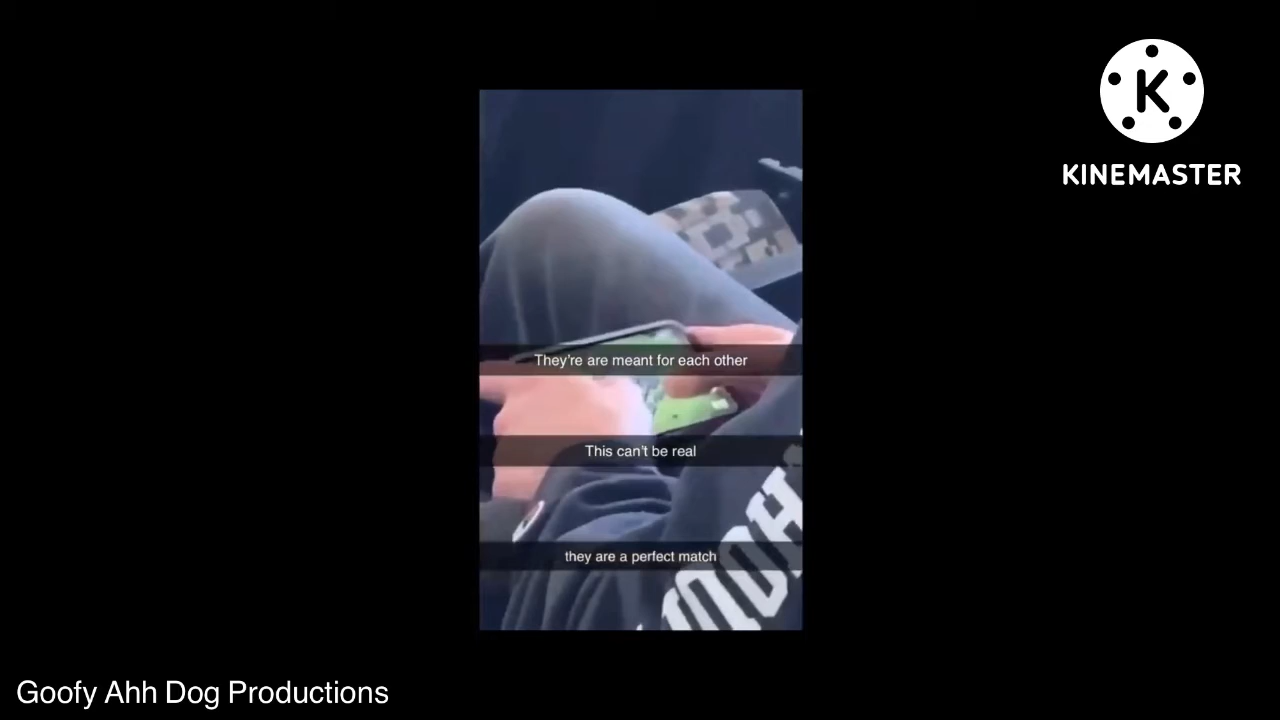 K
KINEMASTER
They're are meant for each other
This can't be real
they are a perfect match
Goofy Ahh Dog Productions